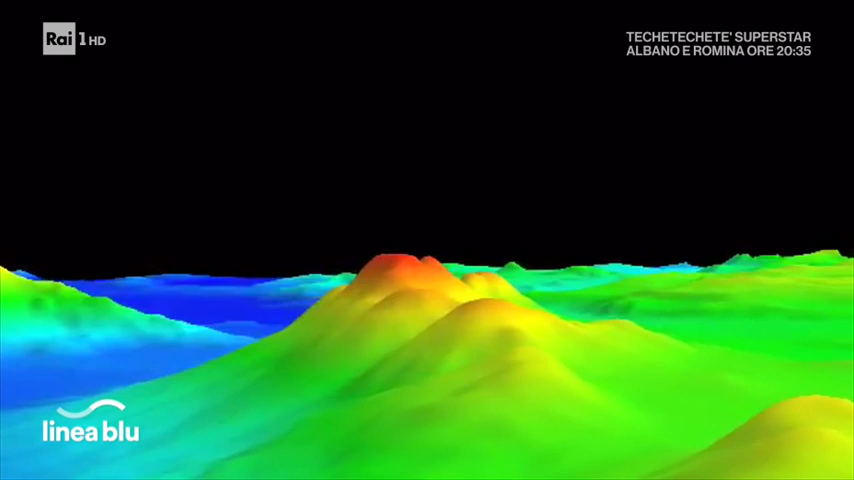 Rai 1 HD
TECHETECHETE' SUPERSTAR
ALBANO E ROMINA ORE 20:35
linea blu